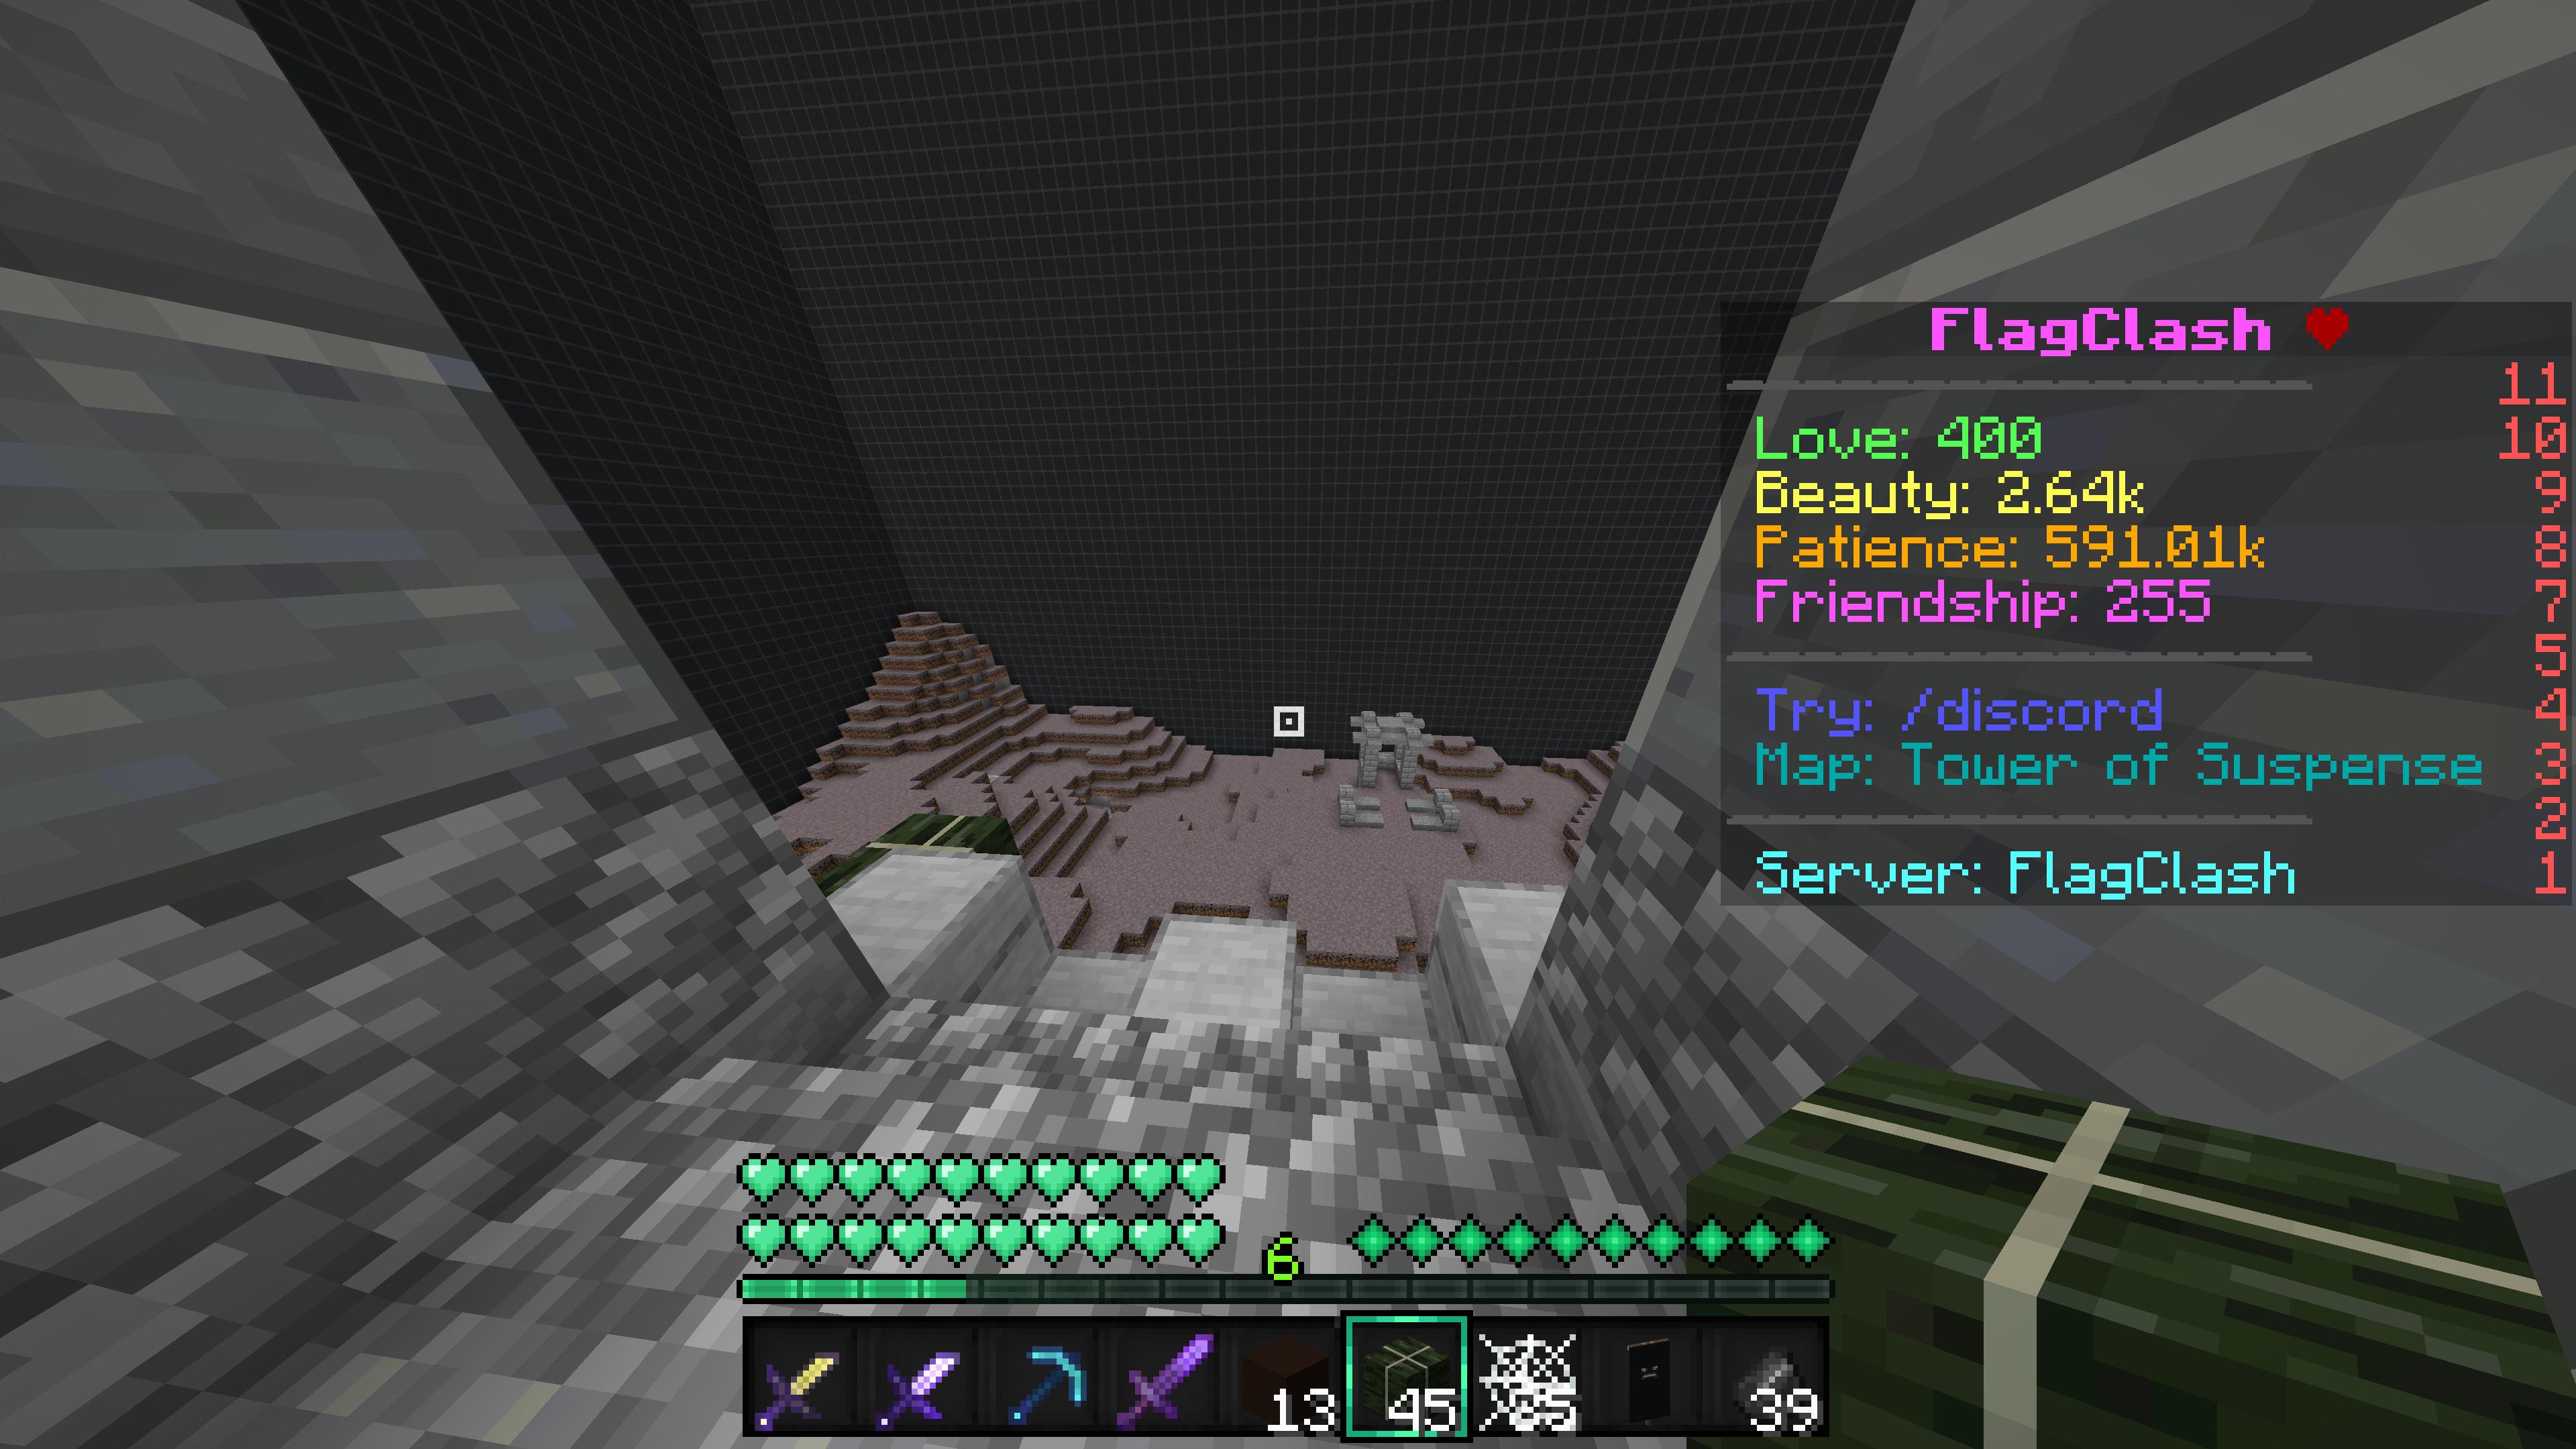 FlagClash ❤
11
Love: 400 10
Beauty: 2.64k 9
Patience: 591.01k 8
Friendship: 255 7
5
Try: /discord 4
Map: Tower of Suspense 3
2
Server: FlagClash 1
6
13 45 65 39